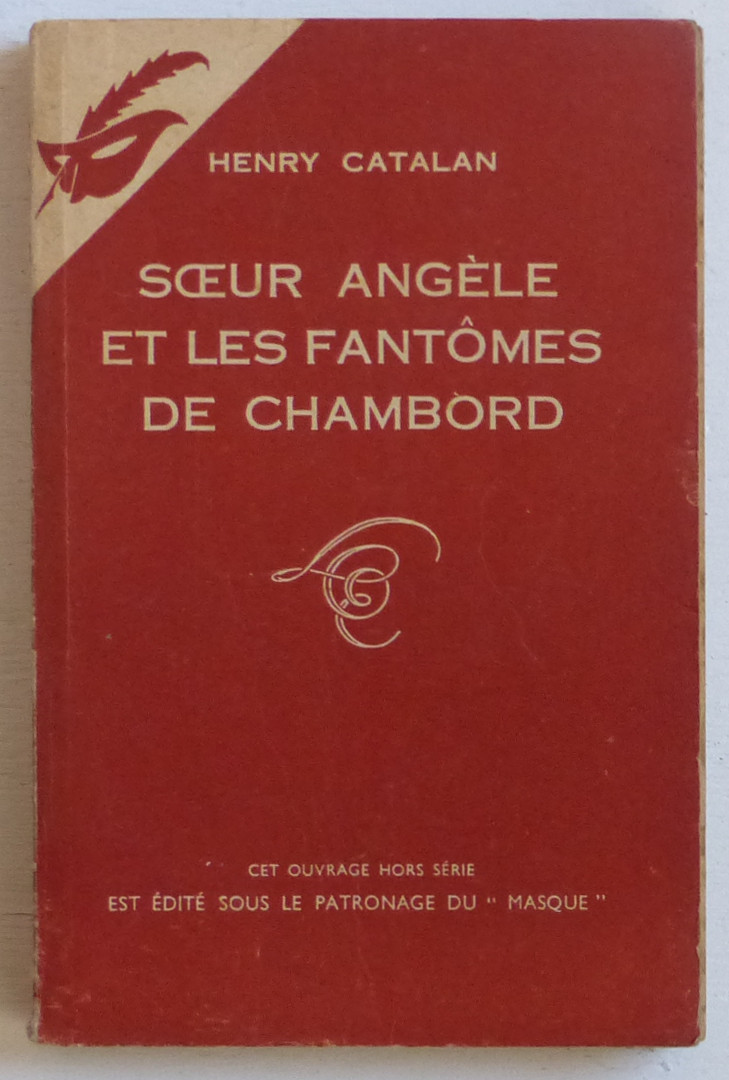 HENRY CATALAN
SŒUR ANGÈLE
ET LES FANTÔMES
DE CHAMBORD
CET OUVRAGE HORS SÉRIE
EST ÉDITÉ SOUS LE PATRONAGE DU " MASQUE "